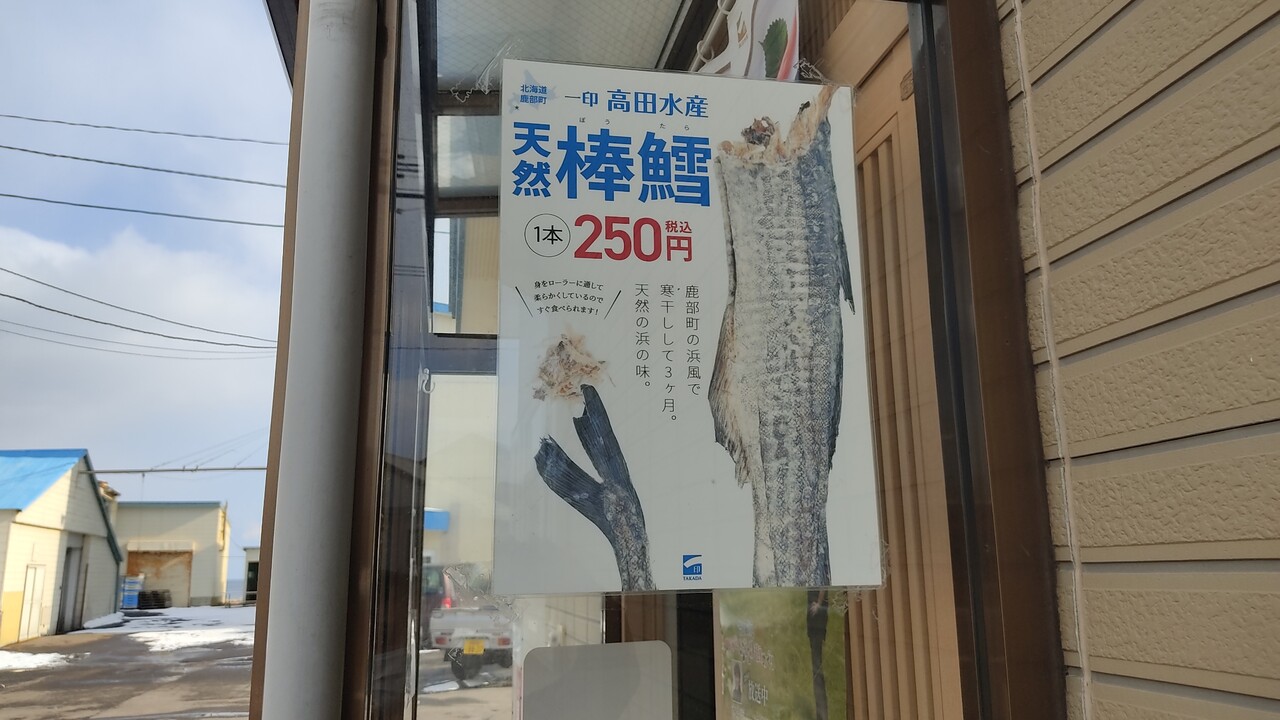 北海道
鹿部町
一印 高田水産
ぼうたら
天然棒鱈
1本 250円 税込
身をローラーに通して
柔らかくしているので
すぐ食べられます!
鹿部町の浜風で
寒干しして3ヶ月。
天然の浜の味。
印
TAKADA